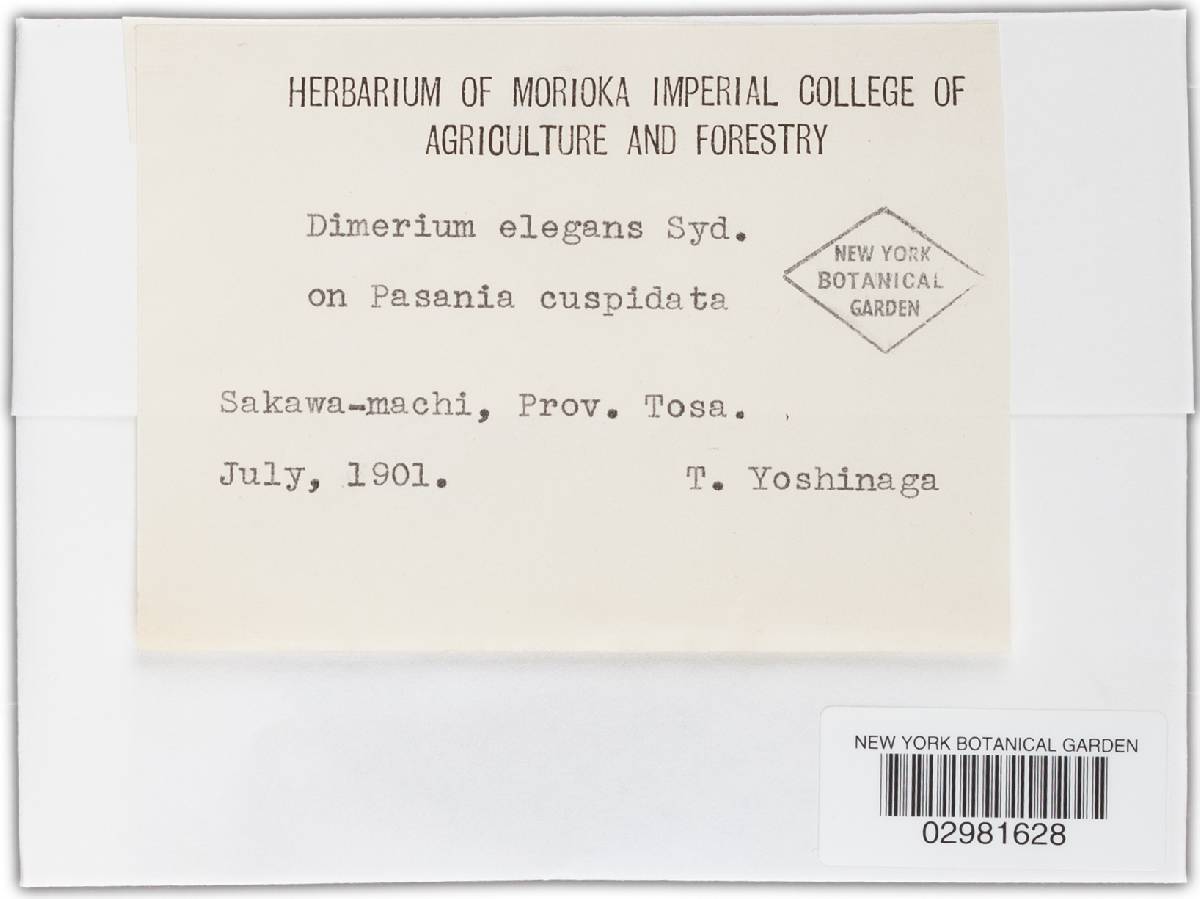 HERBARIUM OF MORIOKA IMPERIAL COLLEGE OF
AGRICULTURE AND FORESTRY
Dimerium elegans Syd.
on Pasania cuspidata
NEW YORK
BOTANICAL
GARDEN
Sakawa-machi, Prov. Tosa.
July, 1901. T. Yoshinaga
NEW YORK BOTANICAL GARDEN
02981628